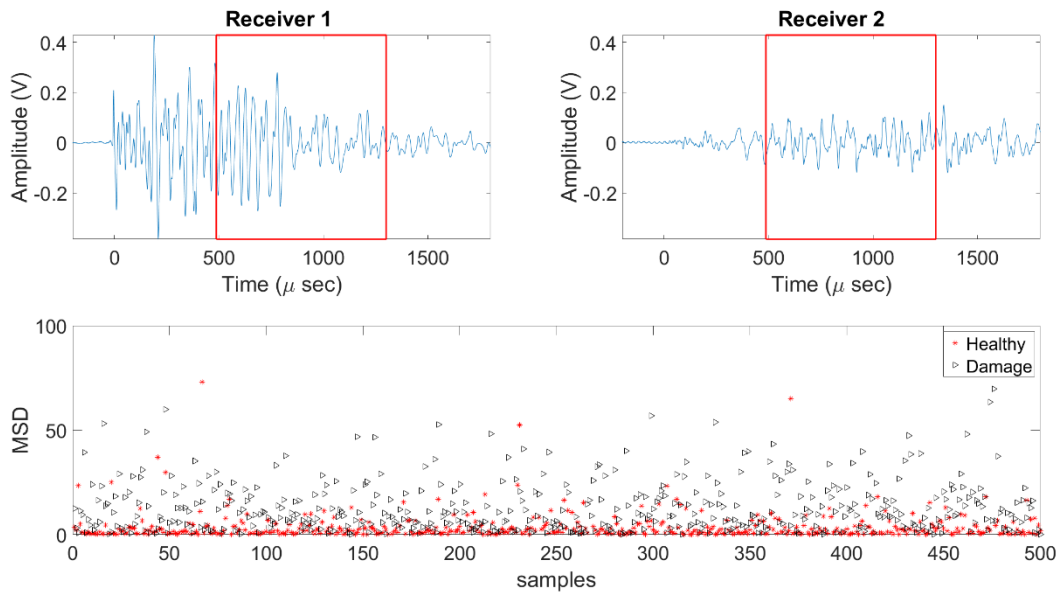 Receiver 1
0.4
0.2
0
-0.2
Amplitude (V)
0 500 1000 1500
Time (μ sec)
Receiver 2
0.4
0.2
0
-0.2
Amplitude (V)
0 500 1000 1500
Time (μ sec)
100
50
0
MSD
Healthy
Damage
0 50 100 150 200 250 300 350 400 450 500
samples